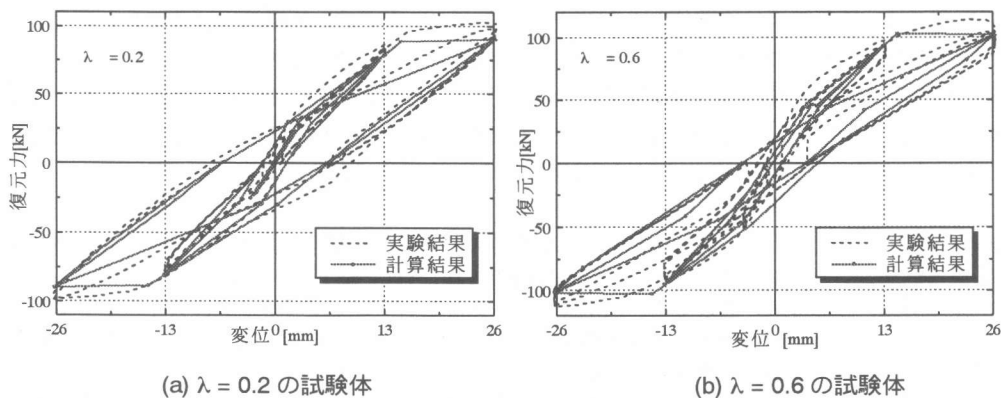 100
50
0
-50
-100
復元力[kN]
λ = 0.2
実験結果
計算結果
-26
-13
0
13
26
変位 [mm]
(a) λ = 0.2 の試験体
100
50
0
-50
-100
復元力[kN]
λ = 0.6
実験結果
計算結果
-26
-13
0
13
26
変位 [mm]
(b) λ = 0.6 の試験体